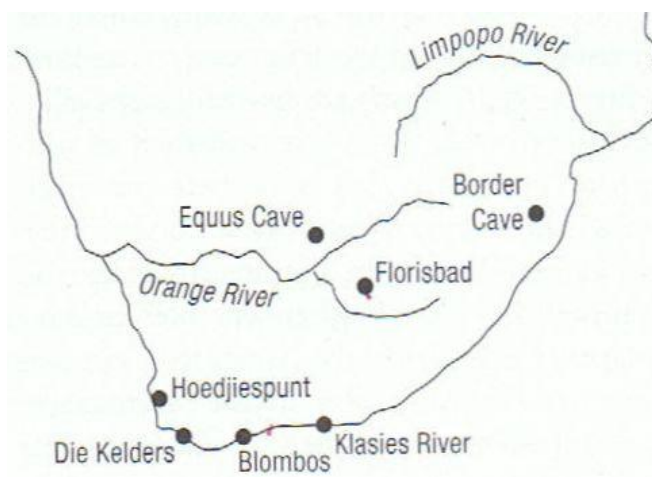 Limpopo River
Border
Cave
Equus Cave
Orange River
Florisbad
Hoedjiespunt
Die Kelders
Blombos
Klasies River